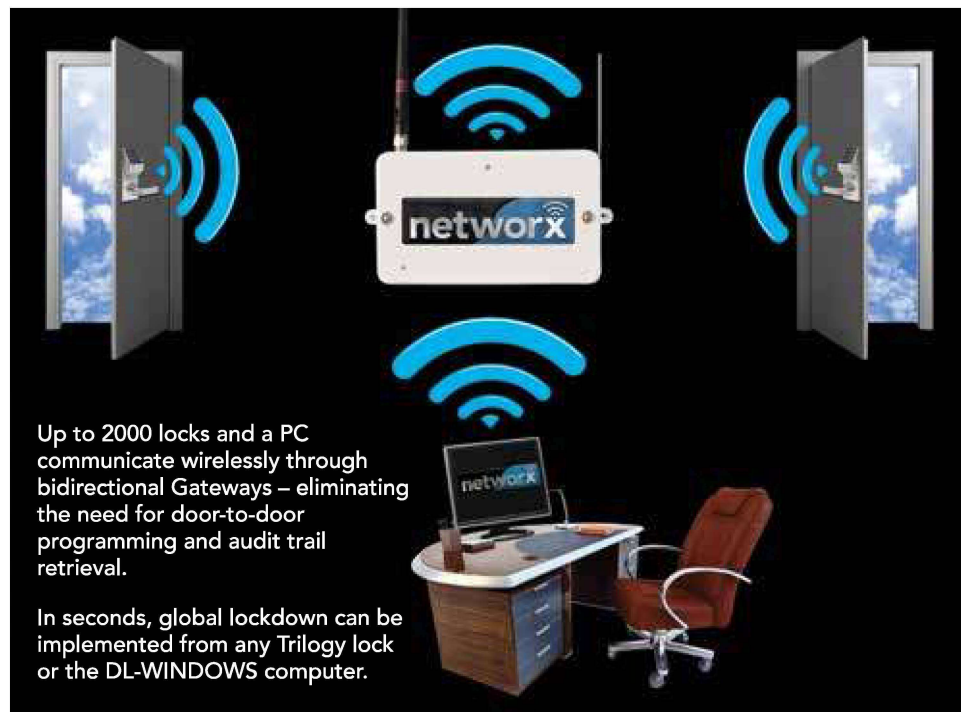 networx
networx
Up to 2000 locks and a PC
communicate wirelessly through
bidirectional Gateways – eliminating
the need for door-to-door
programming and audit trail
retrieval.
In seconds, global lockdown can be
implemented from any Trilogy lock
or the DL-WINDOWS computer.